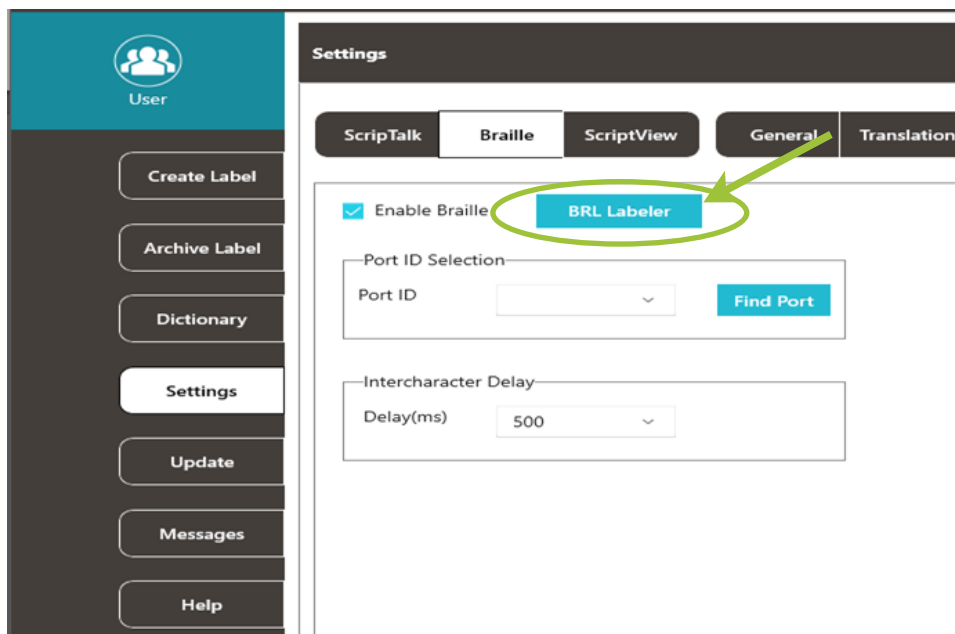 User
Create Label
Archive Label
Dictionary
Settings
Update
Messages
Help
Settings
ScripTalk Braille ScriptView General Translation
Enable Braille BRL Labeler
Port ID Selection
Port ID Find Port
Intercharacter Delay
Delay(ms) 500